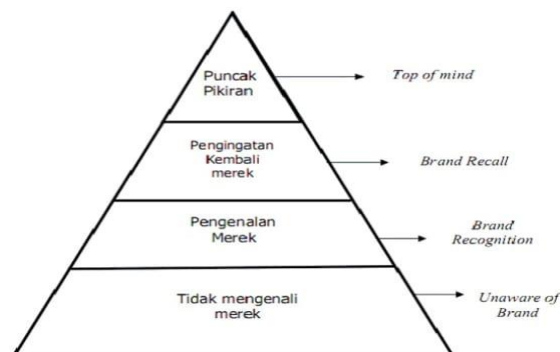 Puncak
Pikiran
Top of mind
Pengingatan
Kembali
merek
Brand Recall
Pengenalan
Merek
Brand
Recognition
Tidak mengenali
merek
Unaware of
Brand